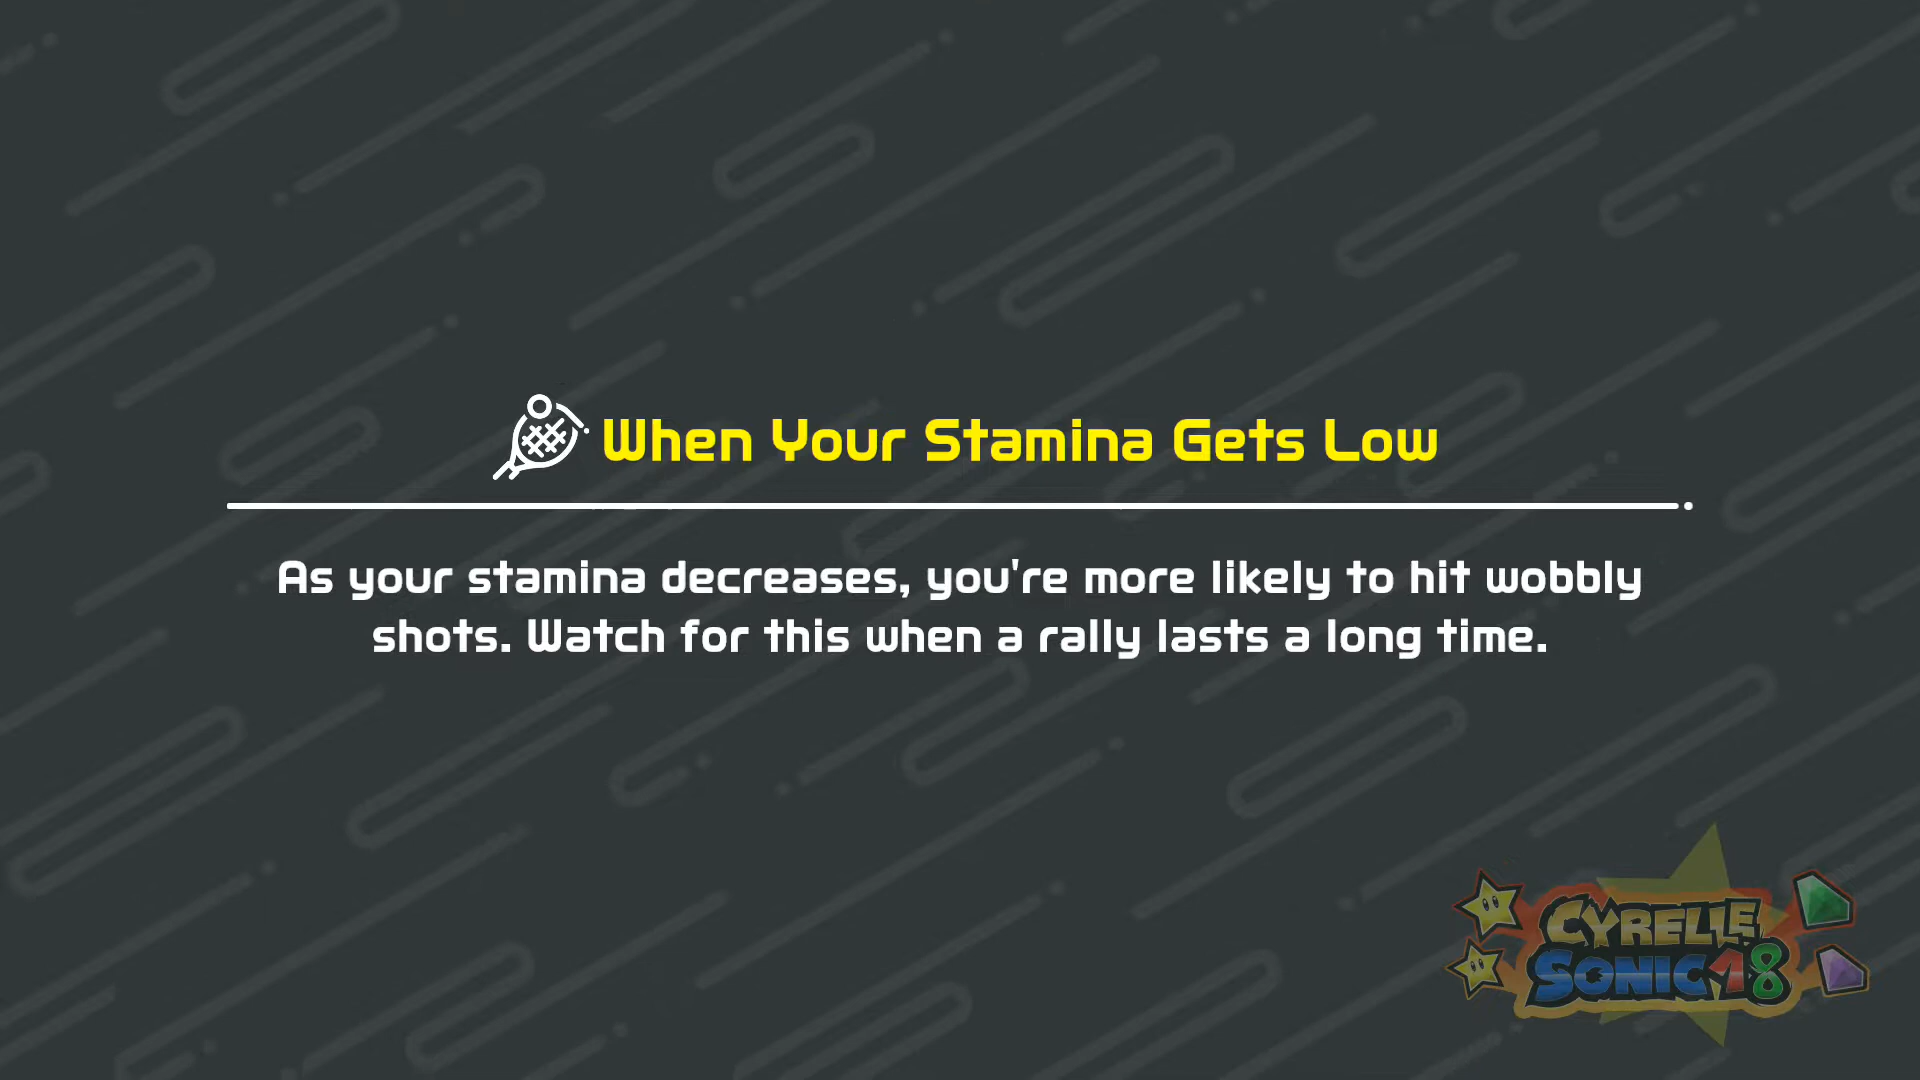 When Your Stamina Gets Low
As your stamina decreases, you're more likely to hit wobbly
shots. Watch for this when a rally lasts a long time.
CYRELLE
SONIC18